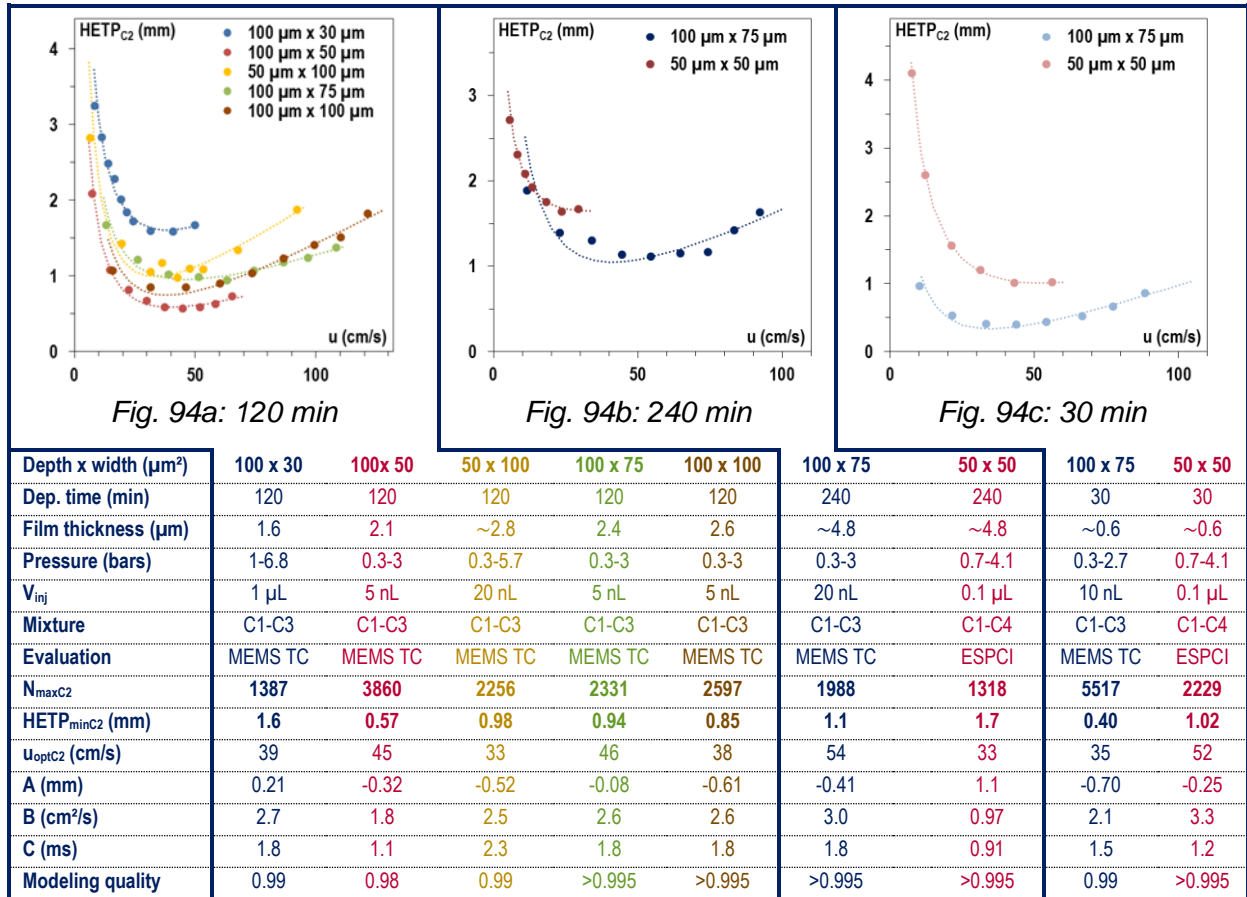 HETPC2 (mm)
100 µm x 30 µm
100 µm x 50 µm
50 µm x 100 µm
100 µm x 75 µm
100 µm x 100 µm
4
3
2
1
0
0
50
100
u (cm/s)
Fig. 94a: 120 min
HETPC2 (mm)
100 µm x 75 µm
50 µm x 50 µm
3
2
1
0
0
50
100
u (cm/s)
Fig. 94b: 240 min
HETPC2 (mm)
100 µm x 75 µm
50 µm x 50 µm
4
3
2
1
0
0
50
100
u (cm/s)
Fig. 94c: 30 min
Depth x width (µm²) 100 x 30 100x 50 50 x 100 100 x 75 100 x 100 100 x 75 50 x 50 100 x 75 50 x 50
Dep. time (min) 120 120 120 120 120 240 240 30 30
Film thickness (µm) 1.6 2.1 ~2.8 2.4 2.6 ~4.8 ~4.8 ~0.6 ~0.6
Pressure (bars) 1-6.8 0.3-3 0.3-5.7 0.3-3 0.3-3 0.3-3 0.7-4.1 0.3-2.7 0.7-4.1
Vinj 1 µL 5 nL 20 nL 5 nL 5 nL 20 nL 0.1 µL 10 nL 0.1 µL
Mixture C1-C3 C1-C3 C1-C3 C1-C3 C1-C3 C1-C3 C1-C4 C1-C3 C1-C4
Evaluation MEMS TC MEMS TC MEMS TC MEMS TC MEMS TC MEMS TC ESPCI MEMS TC ESPCI
NmaxC2 1387 3860 2256 2331 2597 1988 1318 5517 2229
HETPminC2 (mm) 1.6 0.57 0.98 0.94 0.85 1.1 1.7 0.40 1.02
uoptC2 (cm/s) 39 45 33 46 38 54 33 35 52
A (mm) 0.21 -0.32 -0.52 -0.08 -0.61 -0.41 1.1 -0.70 -0.25
B (cm²/s) 2.7 1.8 2.5 2.6 2.6 3.0 0.97 2.1 3.3
C (ms) 1.8 1.1 2.3 1.8 1.8 1.8 0.91 1.5 1.2
Modeling quality 0.99 0.98 0.99 >0.995 >0.995 >0.995 >0.995 0.99 >0.995